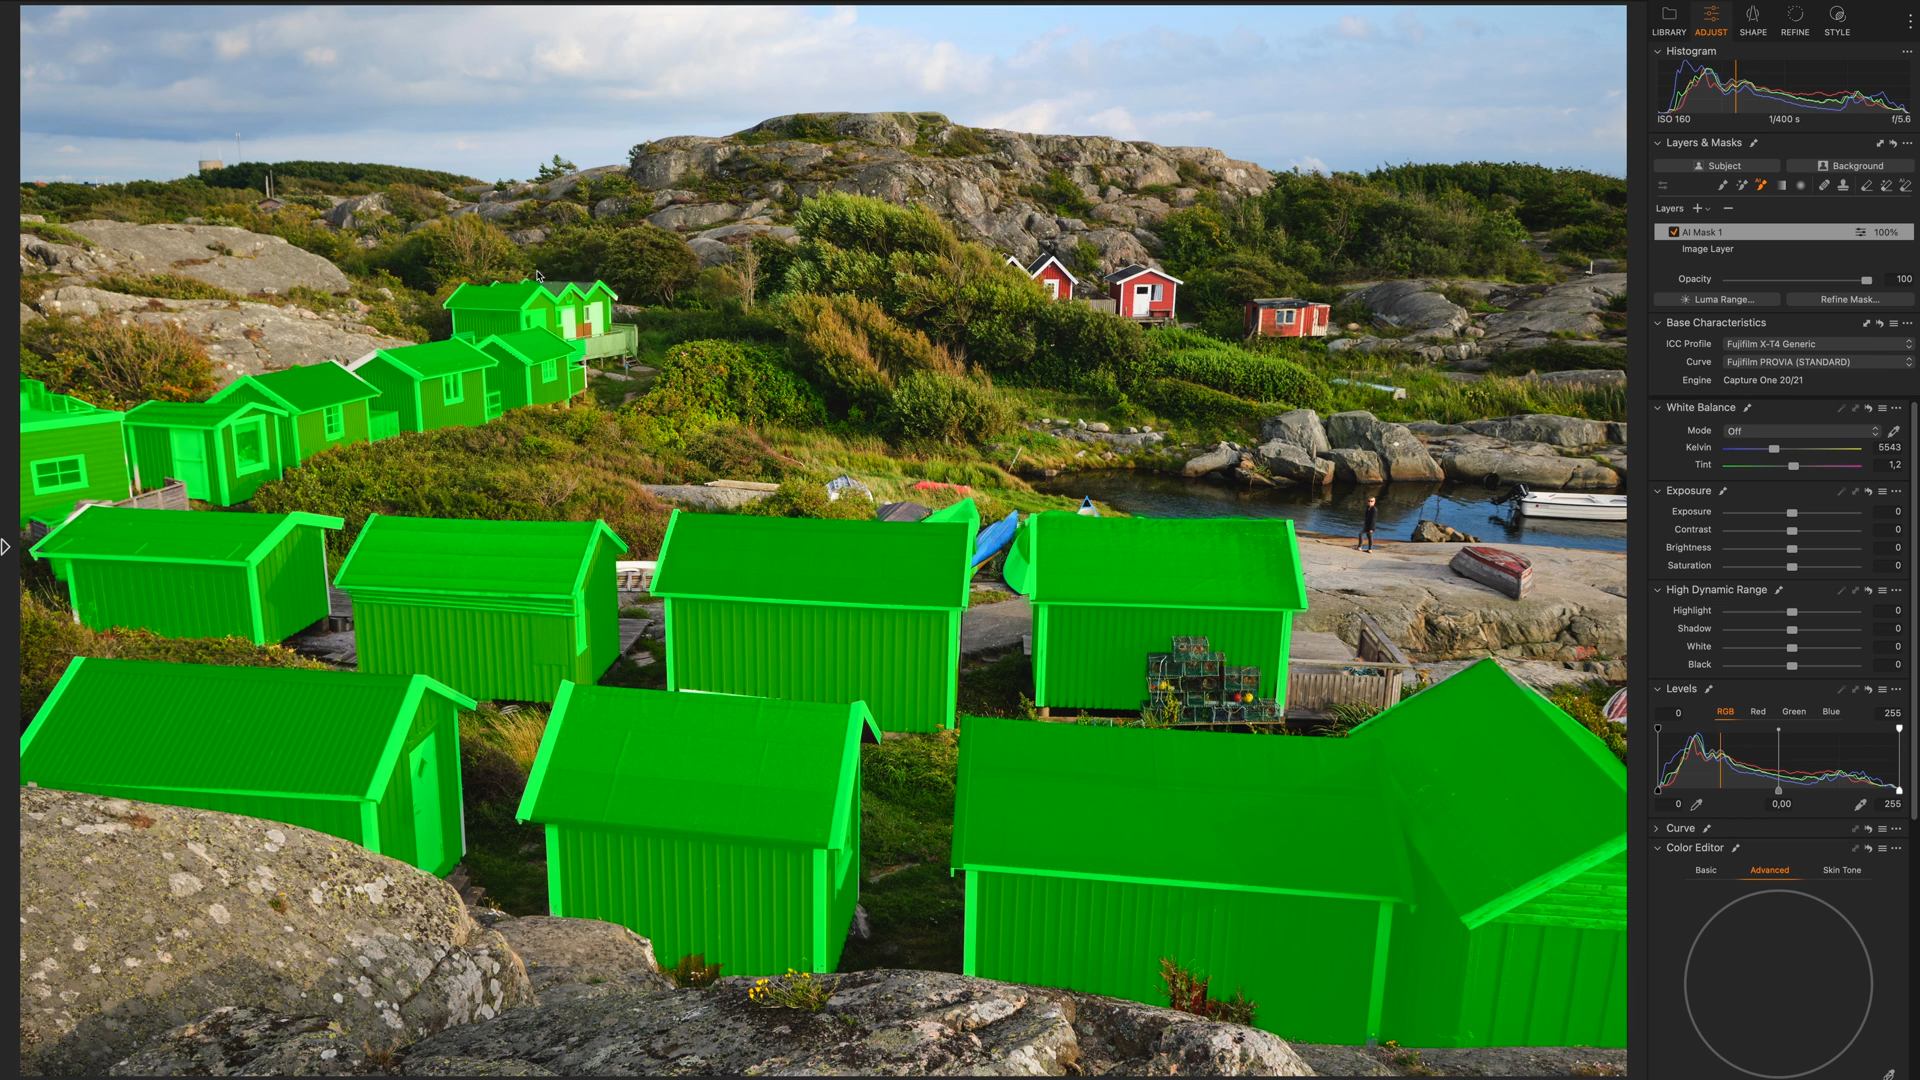 LIBRARY ADJUST SHAPE REFINE STYLE
Histogram
ISO 160 1/400 s f/5.6
Layers & Masks
Subject Background
Layers
AI Mask 1 100%
Image Layer
Opacity 100
Luma Range... Refine Mask...
Base Characteristics
ICC Profile Fujifilm X-T4 Generic
Curve Fujifilm PROVIA (STANDARD)
Engine Capture One 20/21
White Balance
Mode Off
Kelvin 5543
Tint 1,2
Exposure
Exposure 0
Contrast 0
Brightness 0
Saturation 0
High Dynamic Range
Highlight 0
Shadow 0
White 0
Black 0
Levels
0 RGB Red Green Blue 255
0 0,00 255
Curve
Color Editor
Basic Advanced Skin Tone